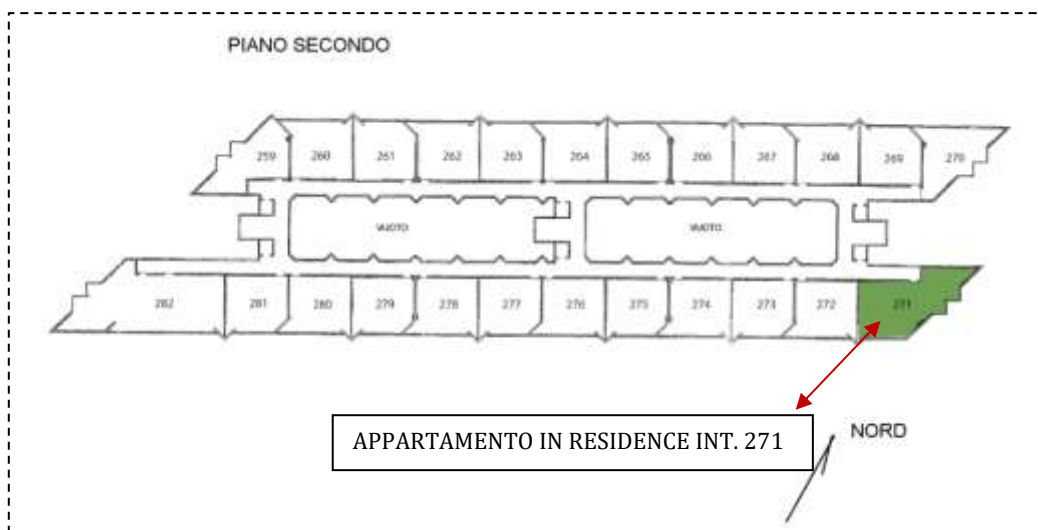 PIANO SECONDO
259 260 261 262 263 264 265 266 267 268 269 270
VUOTO VUOTO
282 281 280 279 278 277 276 275 274 273 272 271
APPARTAMENTO IN RESIDENCE INT. 271
NORD